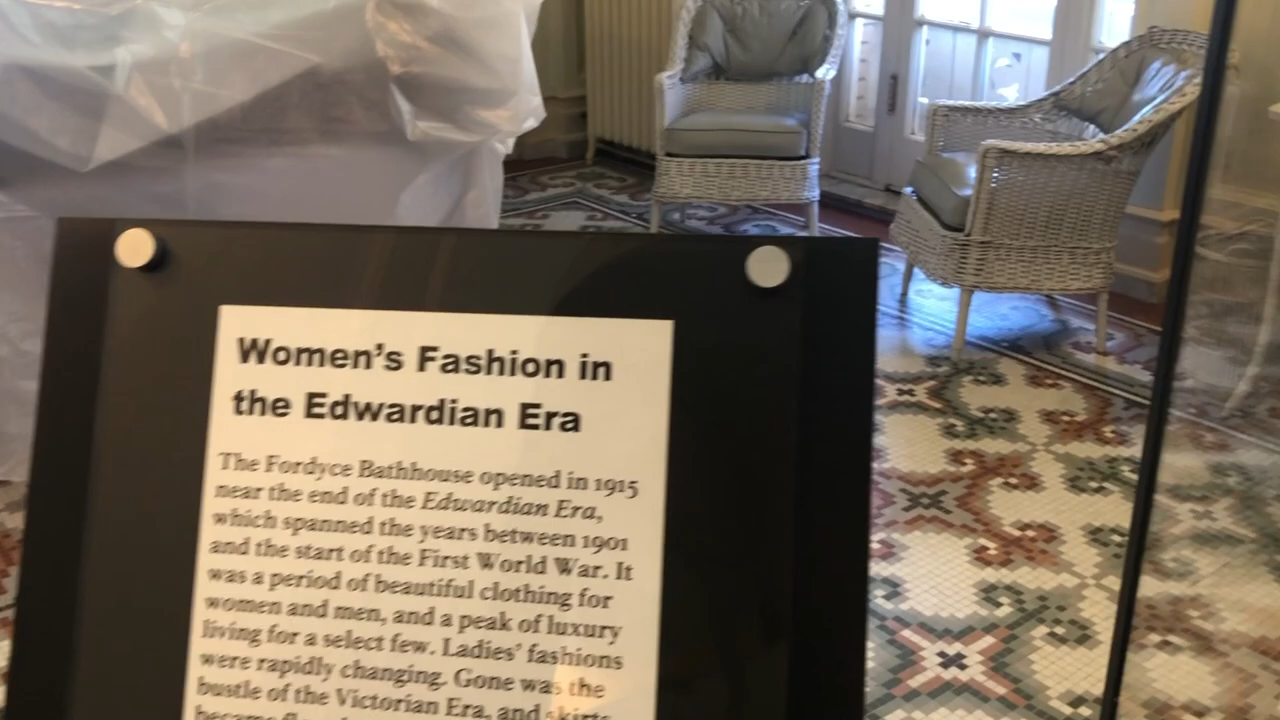 Women's Fashion in
the Edwardian Era
The Fordyce Bathhouse opened in 1915
near the end of the Edwardian Era,
which spanned the years between 1901
and the start of the First World War. It
was a period of beautiful clothing for
women and men, and a peak of luxury
living for a select few. Ladies' fashions
were rapidly changing. Gone was the
bustle of the Victorian Era, and skirts
became